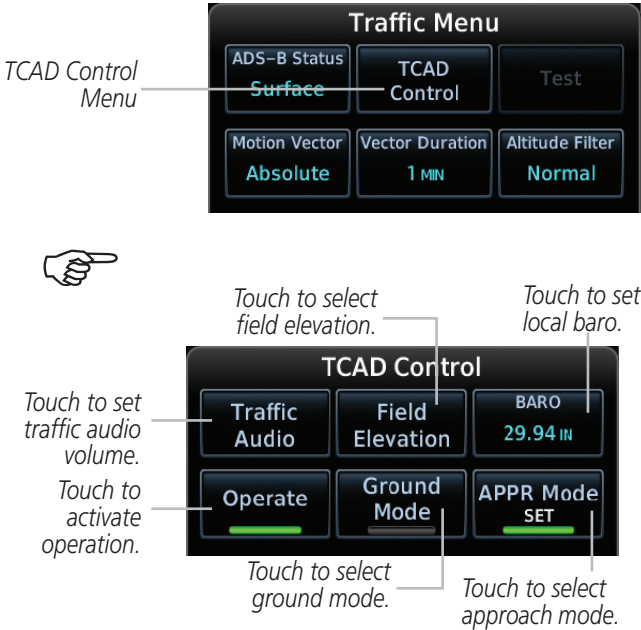 Traffic Menu
TCAD Control
Menu
ADS-B Status
Surface
TCAD
Control
Test
Motion Vector
Absolute
Vector Duration
1 MIN
Altitude Filter
Normal
Touch to select
field elevation.
Touch to set
local baro.
TCAD Control
Touch to set
traffic audio
volume.
Traffic
Audio
Field
Elevation
BARO
29.94 IN
Touch to
activate
operation.
Operate
Ground
Mode
APPR Mode
SET
Touch to select
ground mode.
Touch to select
approach mode.